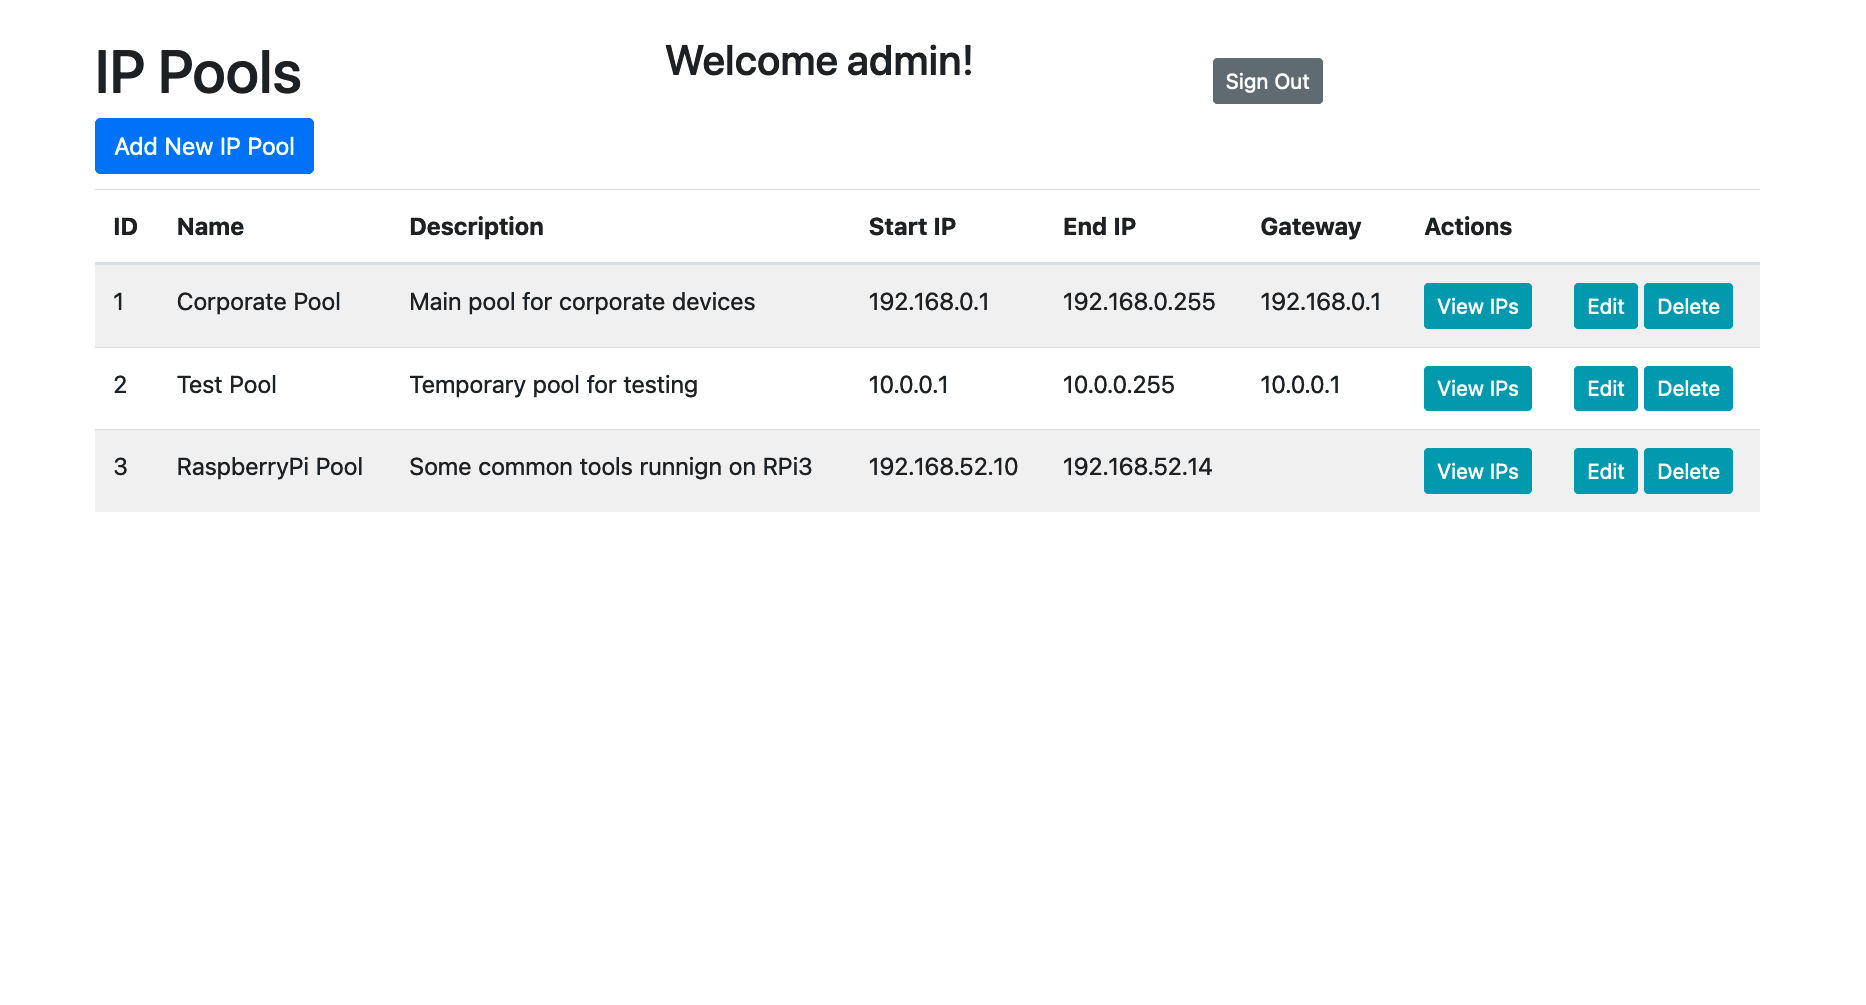 IP Pools
Welcome admin!
Sign Out
Add New IP Pool
ID Name Description Start IP End IP Gateway Actions
1 Corporate Pool Main pool for corporate devices 192.168.0.1 192.168.0.255 192.168.0.1 View IPs Edit Delete
2 Test Pool Temporary pool for testing 10.0.0.1 10.0.0.255 10.0.0.1 View IPs Edit Delete
3 RaspberryPi Pool Some common tools runnign on RPi3 192.168.52.10 192.168.52.14 View IPs Edit Delete